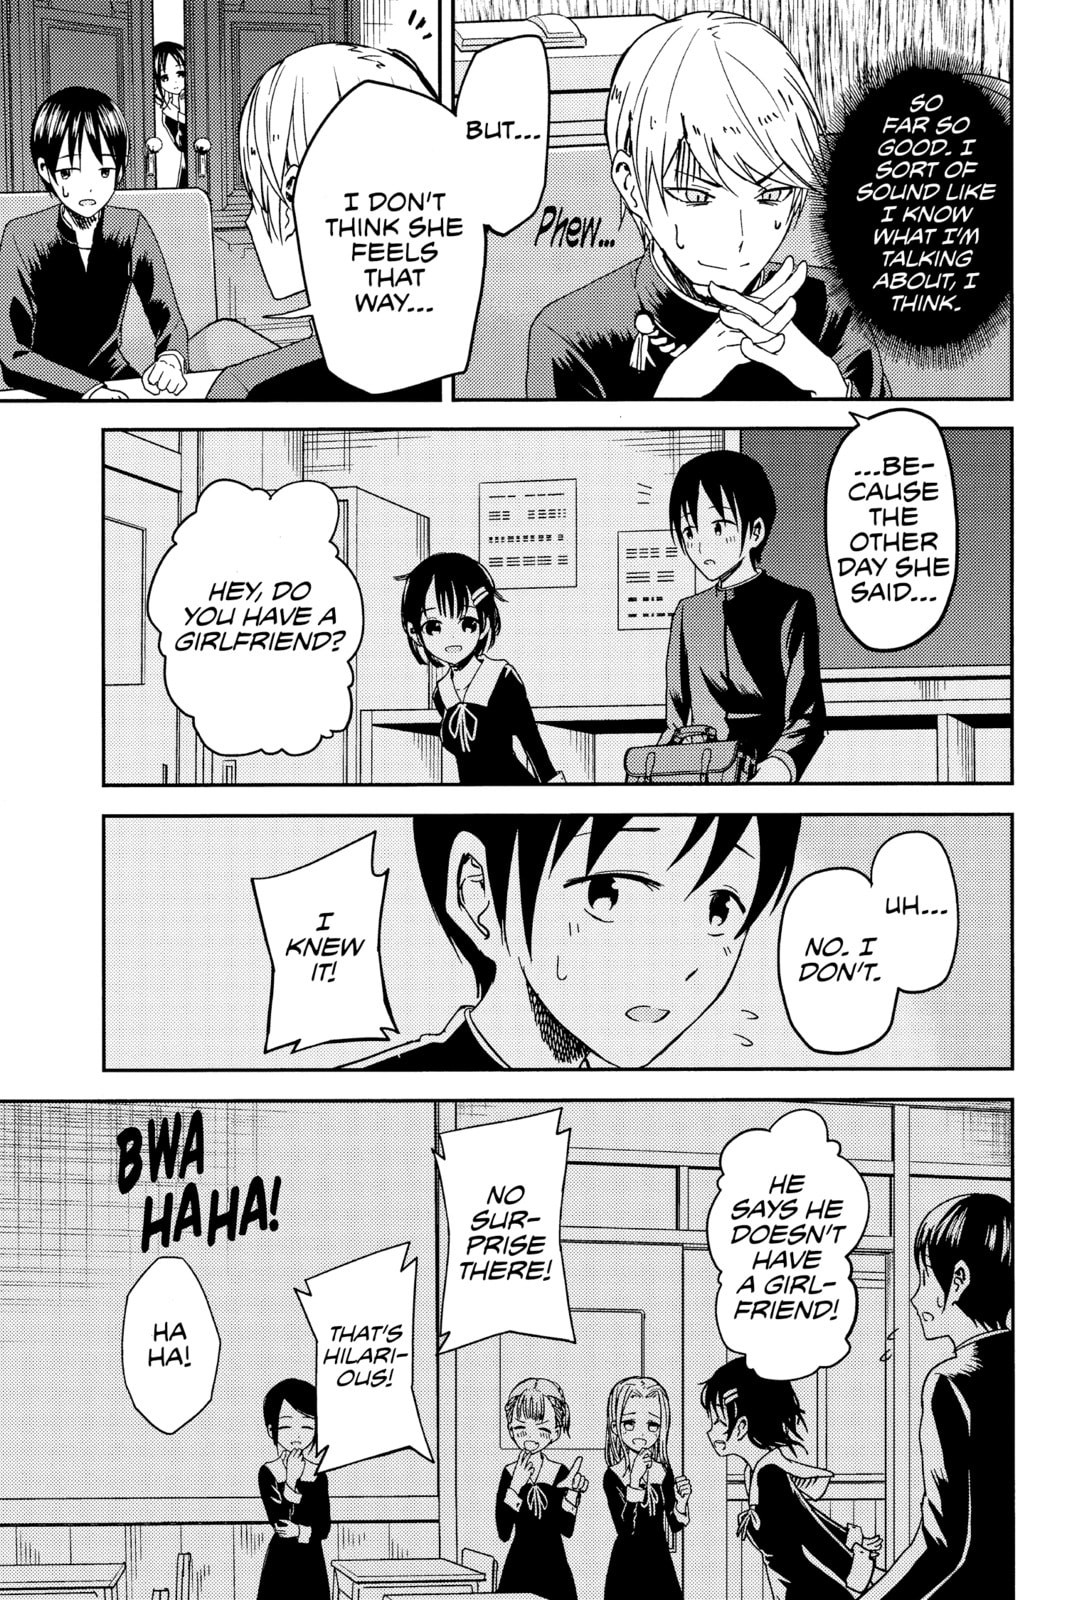 SO
FAR SO
GOOD. I
SORT OF
SOUND LIKE
I KNOW
WHAT I'M
TALKING
ABOUT, I
THINK.
Phew...
BUT...
I DON'T
THINK SHE
FEELS
THAT
WAY...
...BE-
CAUSE
THE
OTHER
DAY SHE
SAID...
HEY, DO
YOU HAVE A
GIRLFRIEND?
UH...
NO. I
DON'T.
I
KNEW
IT!
HE
SAYS HE
DOESN'T
HAVE
A GIRL-
FRIEND!
NO
SUR-
PRISE
THERE!
THAT'S
HILARI-
OUS!
BWA
HAHA!
HA
HA!